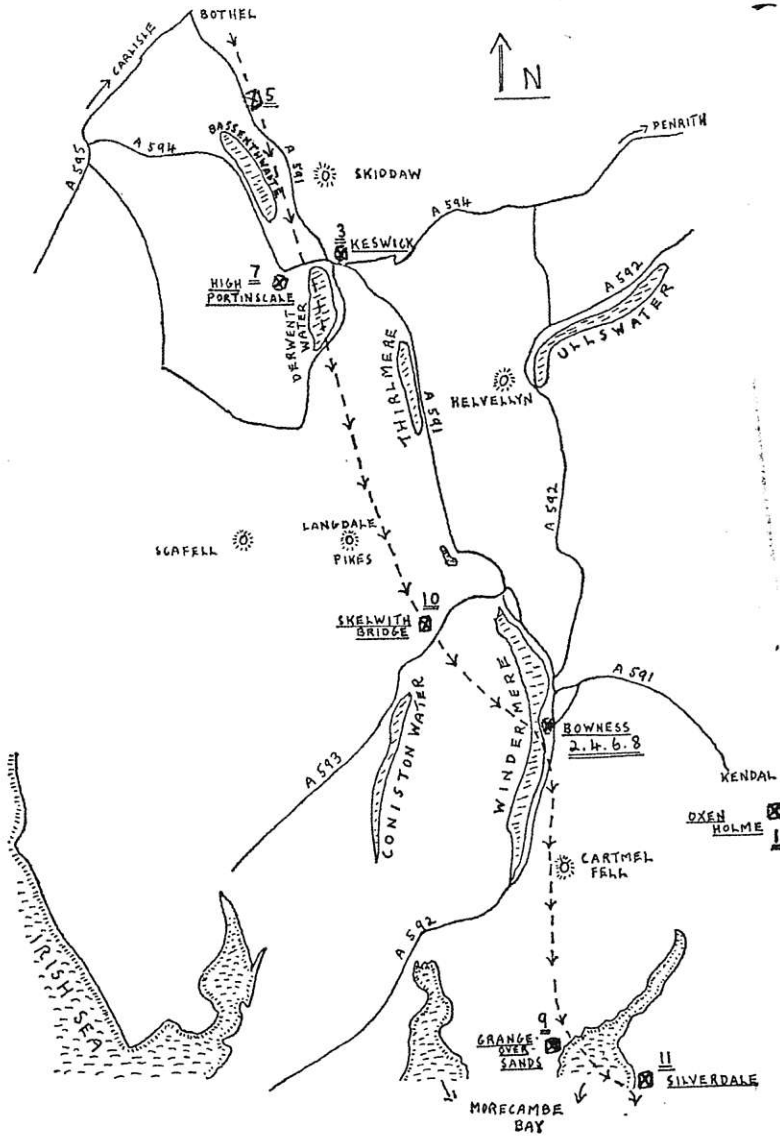 BOTHEL
CARLISLE
N
5
BASSENTHWAITE
A 591
SKIDDAW
PENRITH
A 594
A 595
A 594
3
KESWICK
7
HIGH
PORTINSCALE
DERWENT
WATER
A 592
ULLSWATER
THIRLMERE
A 591
HELVELLYN
A 592
SCAFELL
LANGDALE
PIKES
10
SKELWITH
BRIDGE
WINDERMERE
A 591
BOWNESS
2. 4. 6. 8
KENDAL
CONISTON WATER
A 593
OXEN
HOLME
1
CARTMEL
FELL
A 592
IRISH SEA
9
GRANGE
OVER
SANDS
11
SILVERDALE
MORECAMBE
BAY